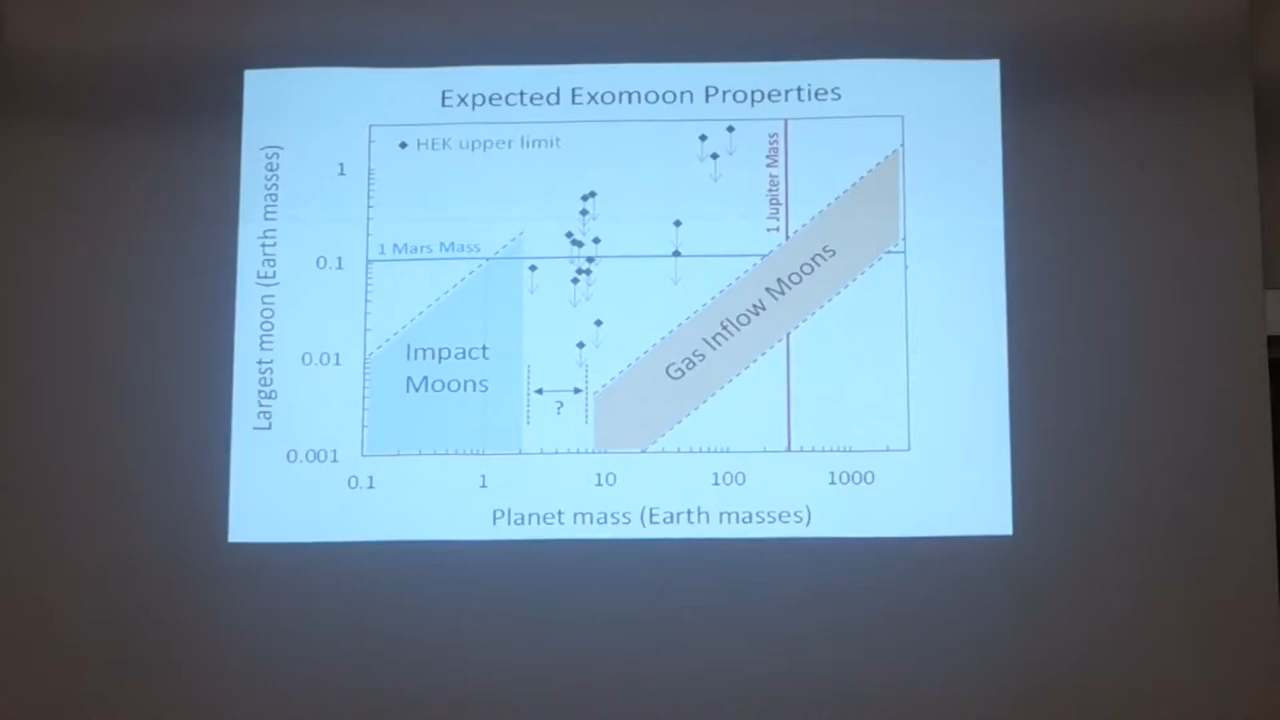 Expected Exomoon Properties
HEK upper limit
1 Jupiter Mass
1 Mars Mass
Impact
Moons
Gas Inflow Moons
?
Largest moon (Earth masses)
1
0.1
0.01
0.001
0.1 1 10 100 1000
Planet mass (Earth masses)